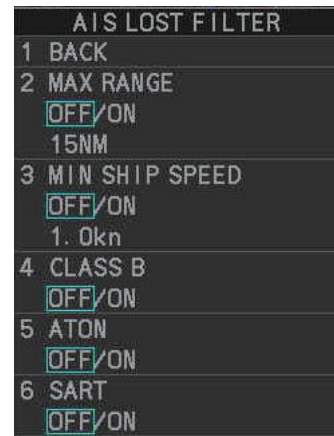 AIS LOST FILTER
1 BACK
2 MAX RANGE
OFF/ON
15NM
3 MIN SHIP SPEED
OFF/ON
1.0kn
4 CLASS B
OFF/ON
5 ATON
OFF/ON
6 SART
OFF/ON